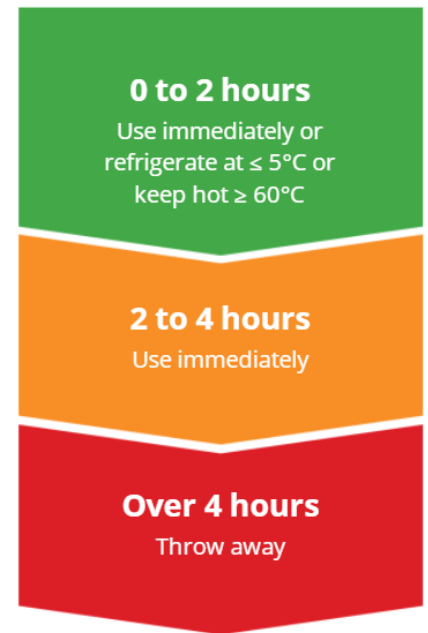 0 to 2 hours
Use immediately or
refrigerate at ≤ 5°C or
keep hot ≥ 60°C
2 to 4 hours
Use immediately
Over 4 hours
Throw away